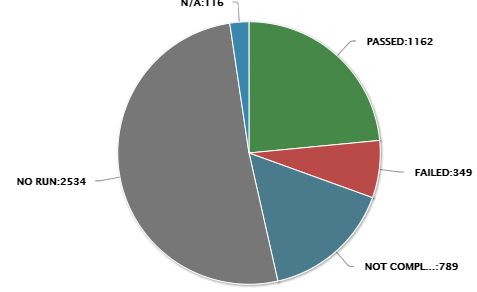 N/A:116
PASSED:1162
FAILED:349
NO RUN:2534
NOT COMPL...:789